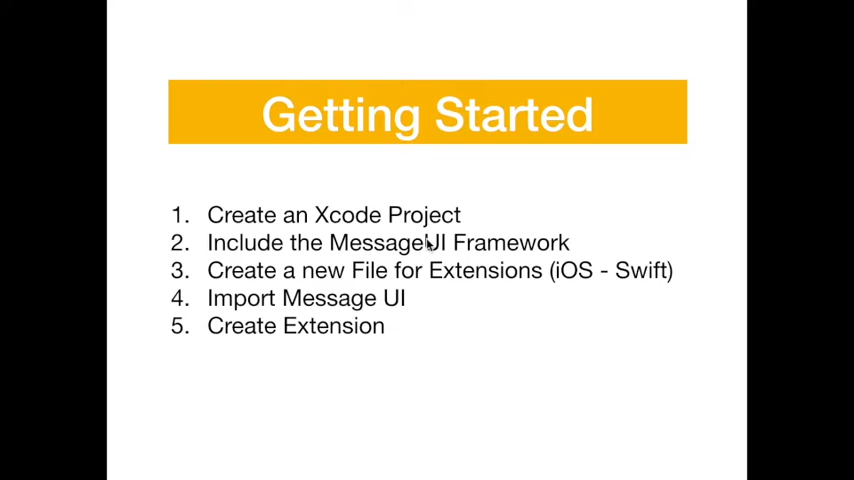 Getting Started
1. Create an Xcode Project
2. Include the MessageUI Framework
3. Create a new File for Extensions (iOS - Swift)
4. Import Message UI
5. Create Extension